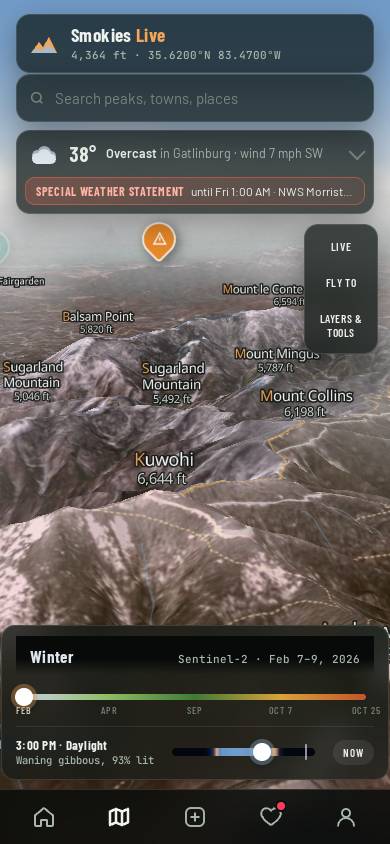 Smokies Live
4,364 ft · 35.6200°N 83.4700°W
Search peaks, towns, places
38° Overcast in Gatlinburg · wind 7 mph SW
SPECIAL WEATHER STATEMENT until Fri 1:00 AM · NWS Morrist...
LIVE
FLY TO
LAYERS &
TOOLS
Fairgarden
Mount le Conte
6,594 ft
Balsam Point
5,820 ft
Mount Mingus
5,787 ft
Sugarland
Mountain
5,046 ft
Sugarland
Mountain
5,492 ft
Mount Collins
6,198 ft
Kuwohi
6,644 ft
Winter
Sentinel-2 · Feb 7–9, 2026
FEB APR SEP OCT 7 OCT 25
3:00 PM · Daylight
Waning gibbous, 93% lit
NOW